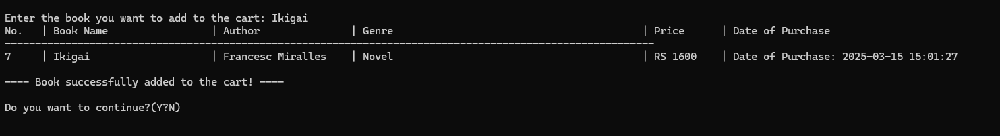 Enter the book you want to add to the cart: Ikigai
No. | Book Name | Author | Genre | Price | Date of Purchase
-----------------------------------------------------------------------------------------------------------
7 | Ikigai | Francesc Miralles | Novel | RS 1600 | Date of Purchase: 2025-03-15 15:01:27
---- Book successfully added to the cart! ----
Do you want to continue?(Y?N)